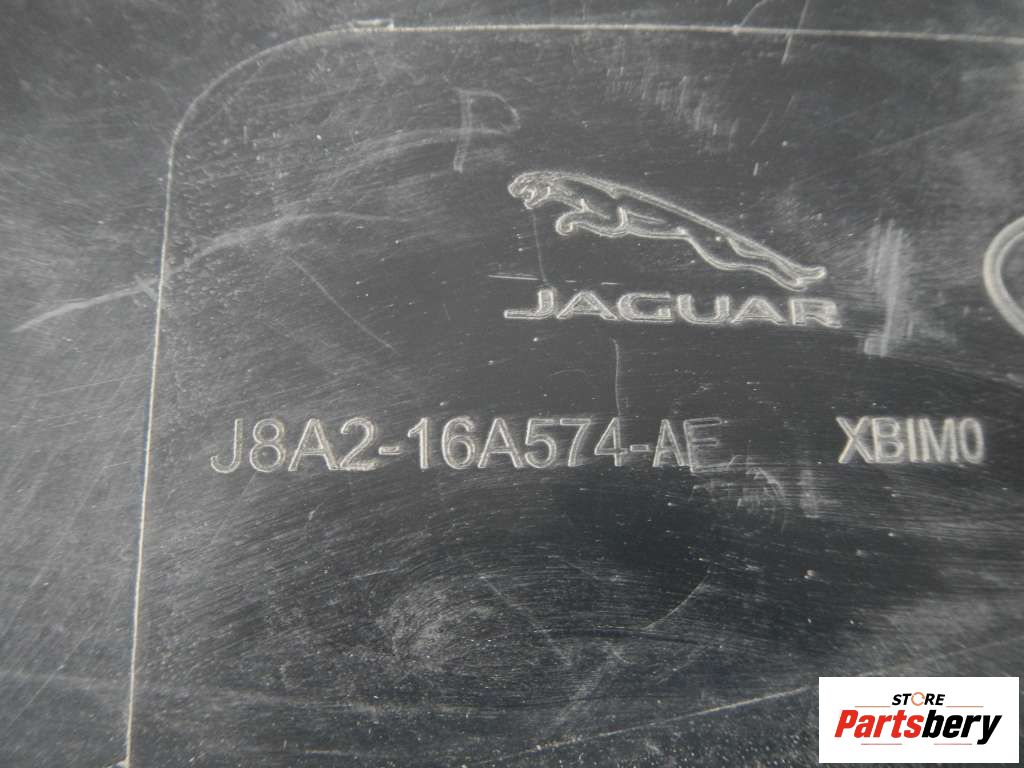 P
JAGUAR
J8A2-16A574-AE XBIM0
STORE
Partsbery